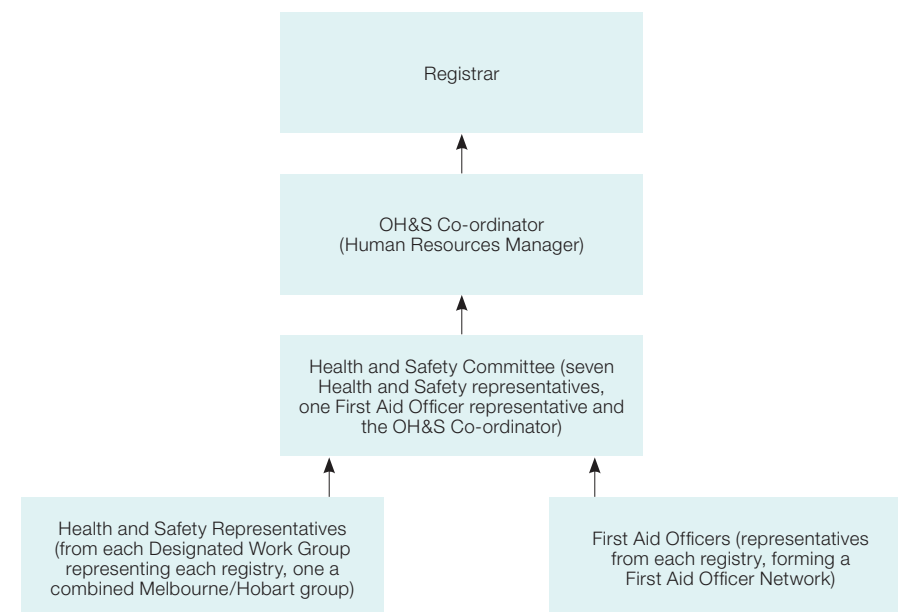 Registrar
OH&S Co-ordinator
(Human Resources Manager)
Health and Safety Committee (seven
Health and Safety representatives,
one First Aid Officer representative and
the OH&S Co-ordinator)
Health and Safety Representatives
(from each Designated Work Group
representing each registry, one a
combined Melbourne/Hobart group)
First Aid Officers (representatives
from each registry, forming a
First Aid Officer Network)